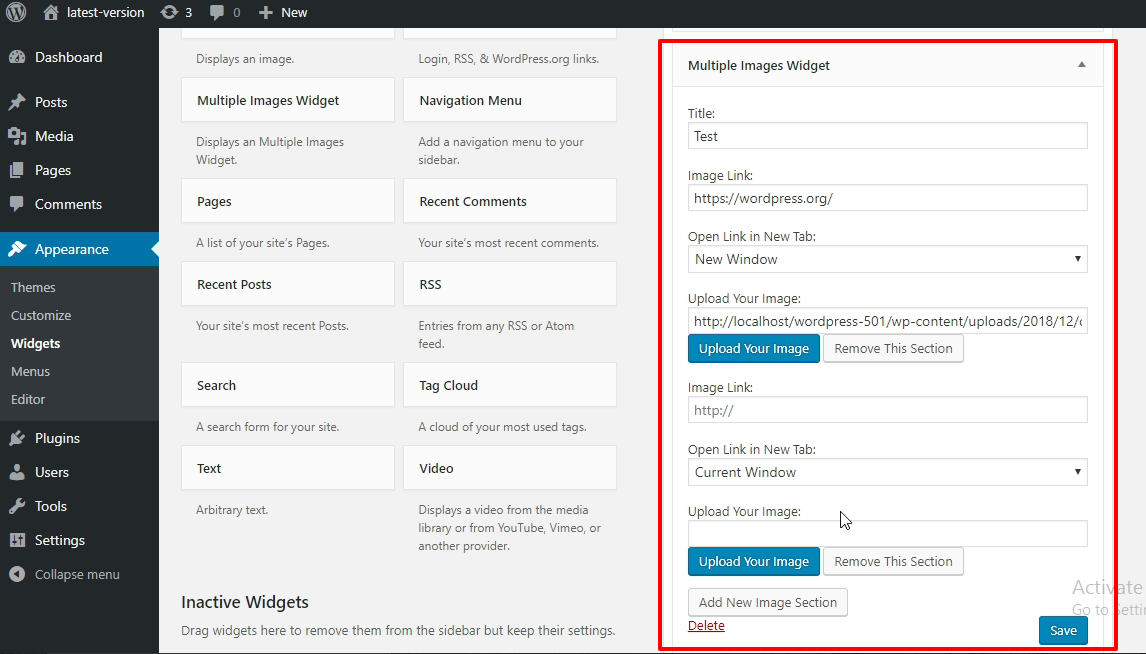 latest-version 3 0 New
Dashboard
Posts
Media
Pages
Comments
Appearance
Themes
Customize
Widgets
Menus
Editor
Plugins
Users
Tools
Settings
Collapse menu
Displays an image.
Login, RSS, & WordPress.org links.
Multiple Images Widget
Navigation Menu
Displays an Multiple Images
Widget.
Add a navigation menu to your
sidebar.
Pages
Recent Comments
A list of your site's Pages.
Your site's most recent comments.
Recent Posts
RSS
Your site's most recent Posts.
Entries from any RSS or Atom
feed.
Search
Tag Cloud
A search form for your site.
A cloud of your most used tags.
Text
Video
Arbitrary text.
Displays a video from the media
library or from YouTube, Vimeo, or
another provider.
Inactive Widgets
Drag widgets here to remove them from the sidebar but keep their settings.
Multiple Images Widget
Title:
Test
Image Link:
https://wordpress.org/
Open Link in New Tab:
New Window
Upload Your Image:
http://localhost/wordpress-501/wp-content/uploads/2018/12/
Upload Your Image Remove This Section
Image Link:
http://
Open Link in New Tab:
Current Window
Upload Your Image:
Upload Your Image Remove This Section
Add New Image Section
Delete
Save
Activate
Go to Settin